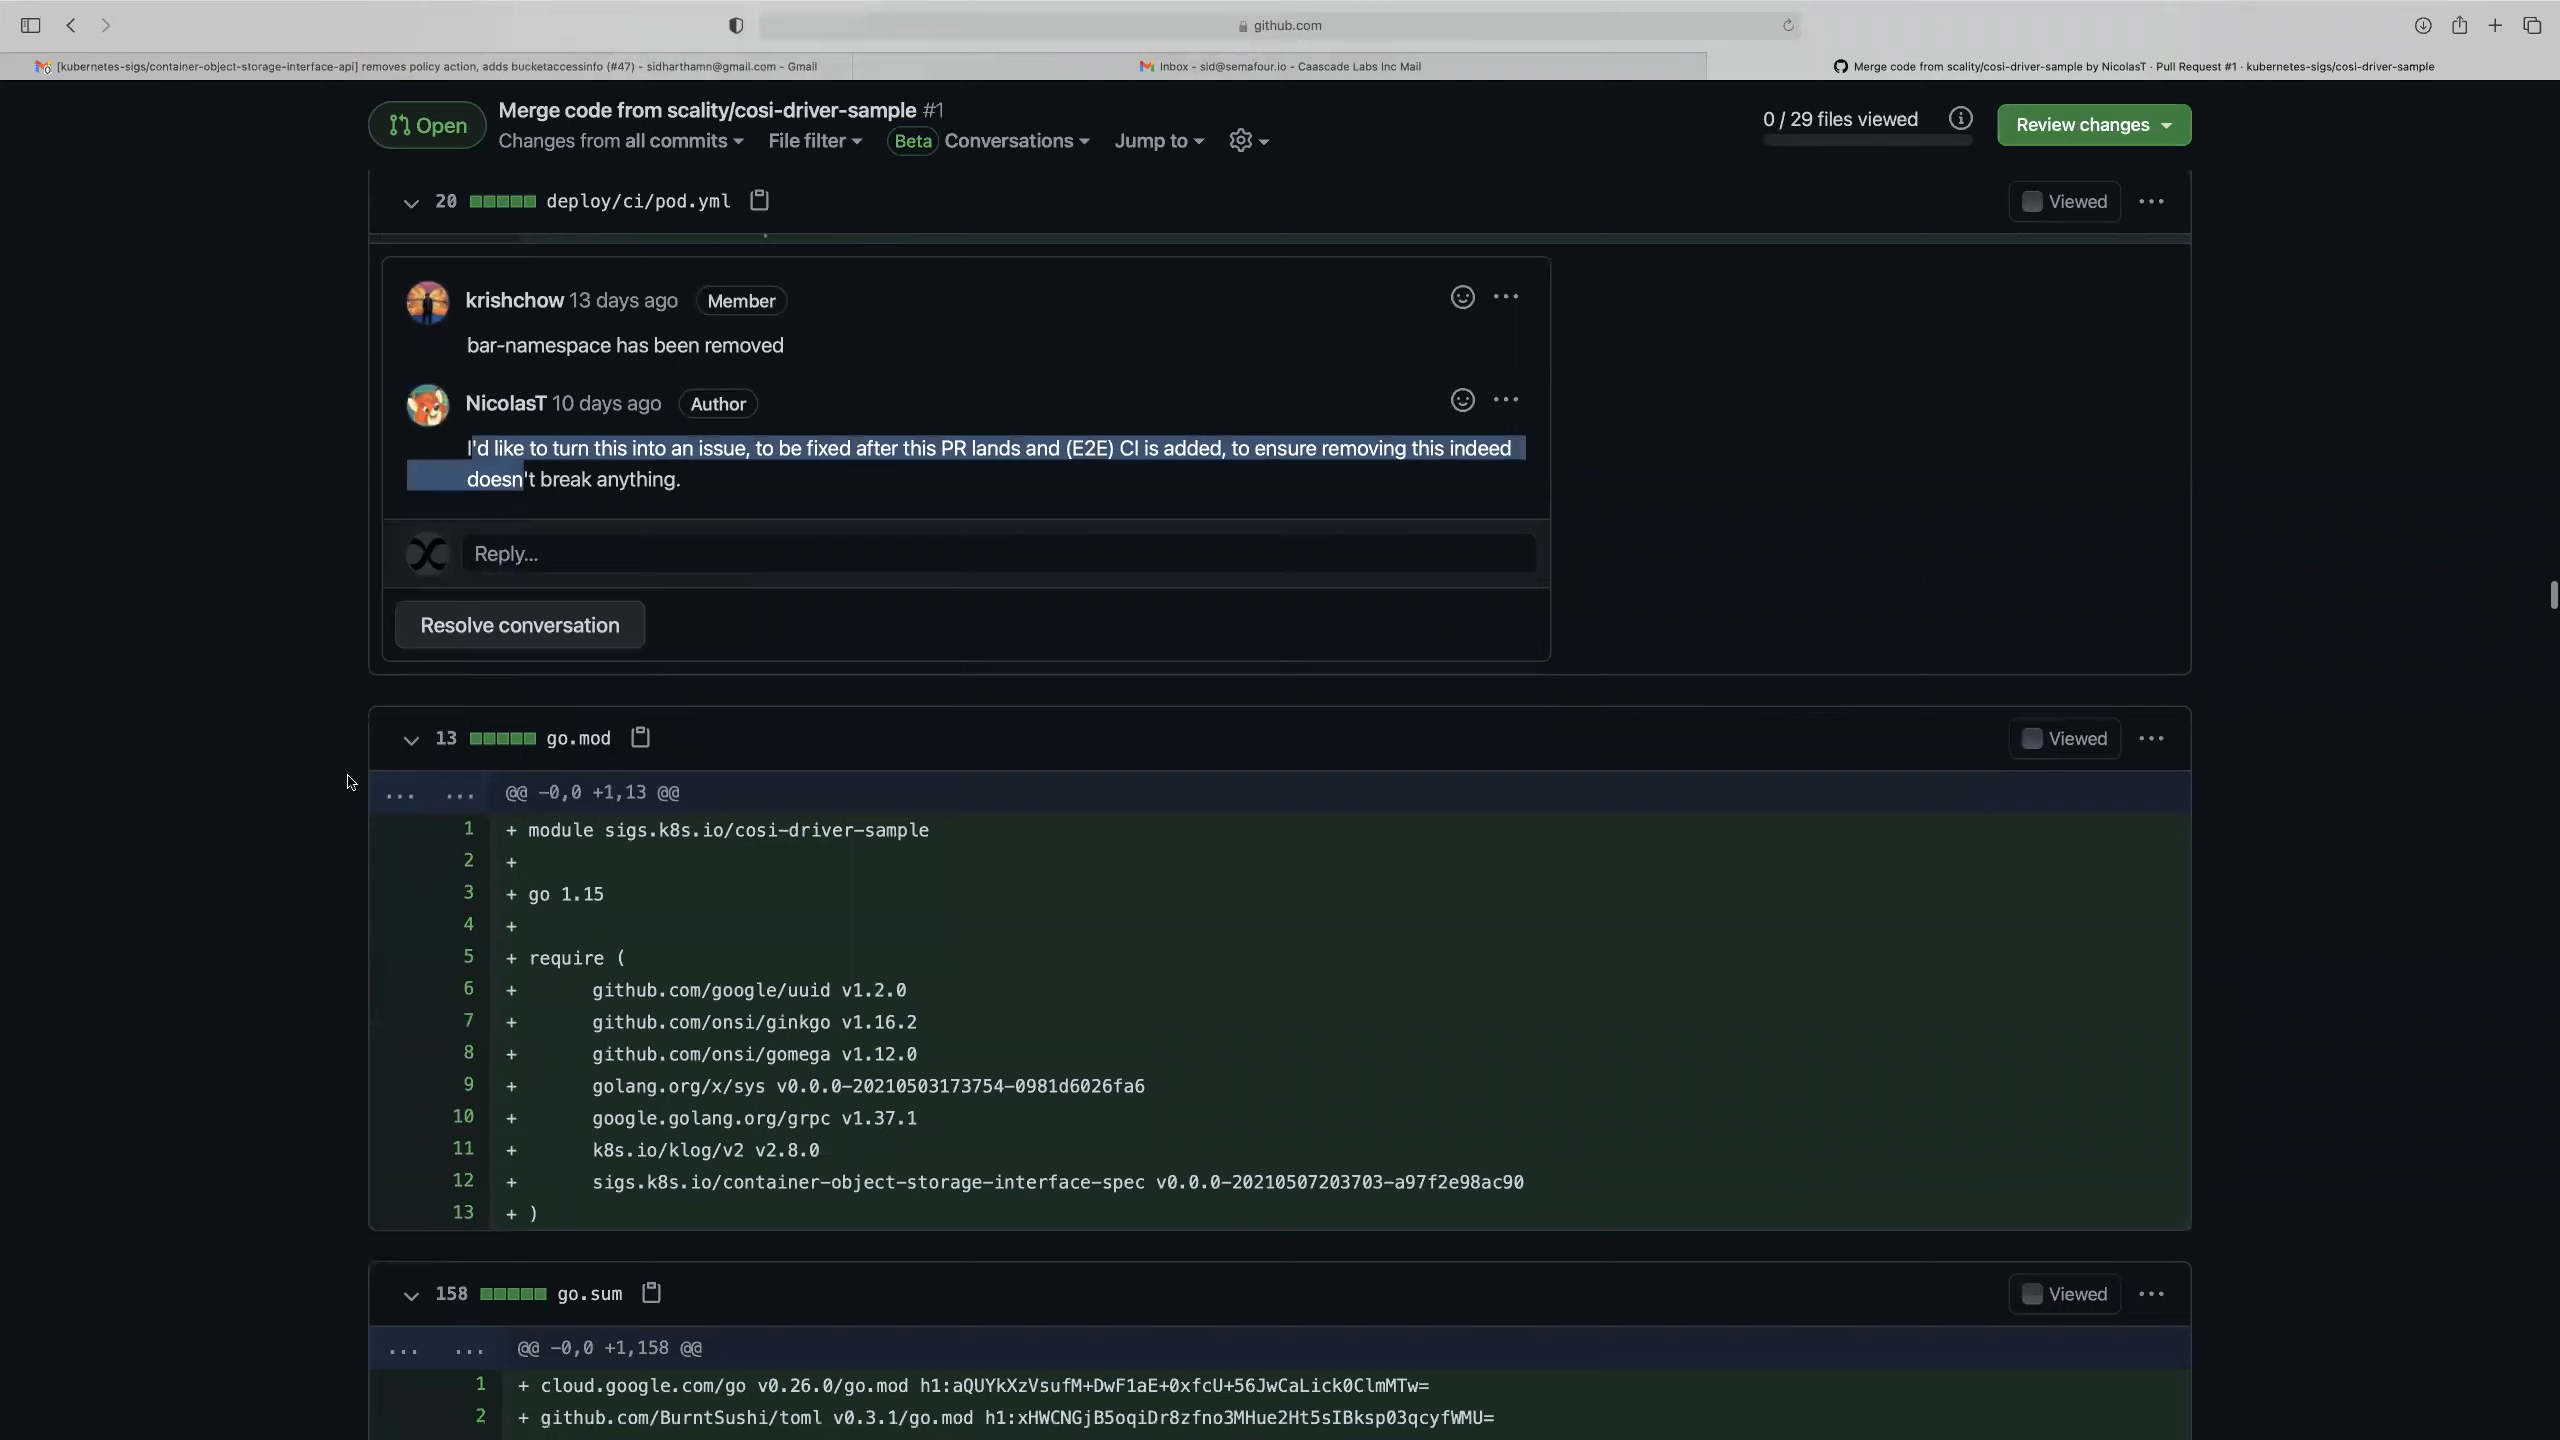 github.com
[kubernetes-sigs/container-object-storage-interface-api] removes policy action, adds bucketaccessinfo (#47) - sidharthamn@gmail.com - Gmail
Inbox - sid@semafour.io - Caascade Labs Inc Mail
Merge code from scality/cosi-driver-sample by NicolasT · Pull Request #1 · kubernetes-sigs/cosi-driver-sample
Open
Merge code from scality/cosi-driver-sample #1
Changes from all commits File filter Beta Conversations Jump to
0 / 29 files viewed
Review changes
20 deploy/ci/pod.yml Viewed
krishchow 13 days ago Member
bar-namespace has been removed
NicolasT 10 days ago Author
I'd like to turn this into an issue, to be fixed after this PR lands and (E2E) CI is added, to ensure removing this indeed
doesn't break anything.
Reply...
Resolve conversation
13 go.mod Viewed
... ... @@ -0,0 +1,13 @@
1 + module sigs.k8s.io/cosi-driver-sample
2 +
3 + go 1.15
4 +
5 + require (
6 + github.com/google/uuid v1.2.0
7 + github.com/onsi/ginkgo v1.16.2
8 + github.com/onsi/gomega v1.12.0
9 + golang.org/x/sys v0.0.0-20210503173754-0981d6026fa6
10 + google.golang.org/grpc v1.37.1
11 + k8s.io/klog/v2 v2.8.0
12 + sigs.k8s.io/container-object-storage-interface-spec v0.0.0-20210507203703-a97f2e98ac90
13 + )
158 go.sum Viewed
... ... @@ -0,0 +1,158 @@
1 + cloud.google.com/go v0.26.0/go.mod h1:aQUYkXzVsufM+DwF1aE+0xfcU+56JwCaLick0ClmMTw=
2 + github.com/BurntSushi/toml v0.3.1/go.mod h1:xHWCNGjB5oqiDr8zfno3MHue2Ht5sIBksp03qcyfWMU=